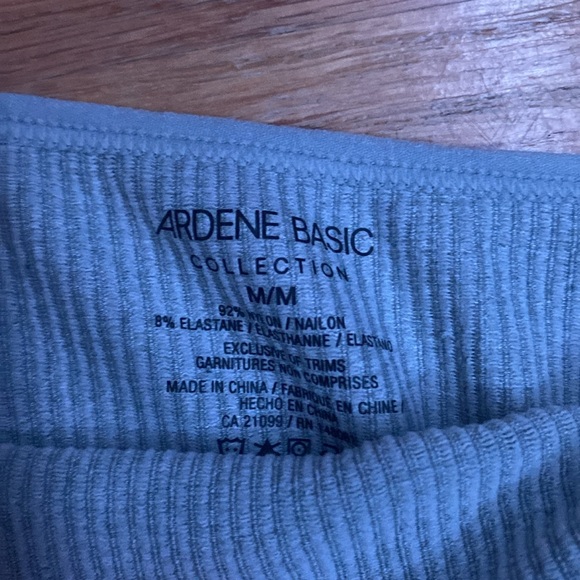 ARDENE BASIC
COLLECTION
M/M
92% NYLON / NAILON
8% ELASTANE / ELASTHANNE /
EXCLUSIVE OF TRIMS
GARNITURES NON COMPRISES
MADE IN CHINA / FABRIQUÉ EN CHINE /
HECHO EN CHINA
CA 21099 / RN